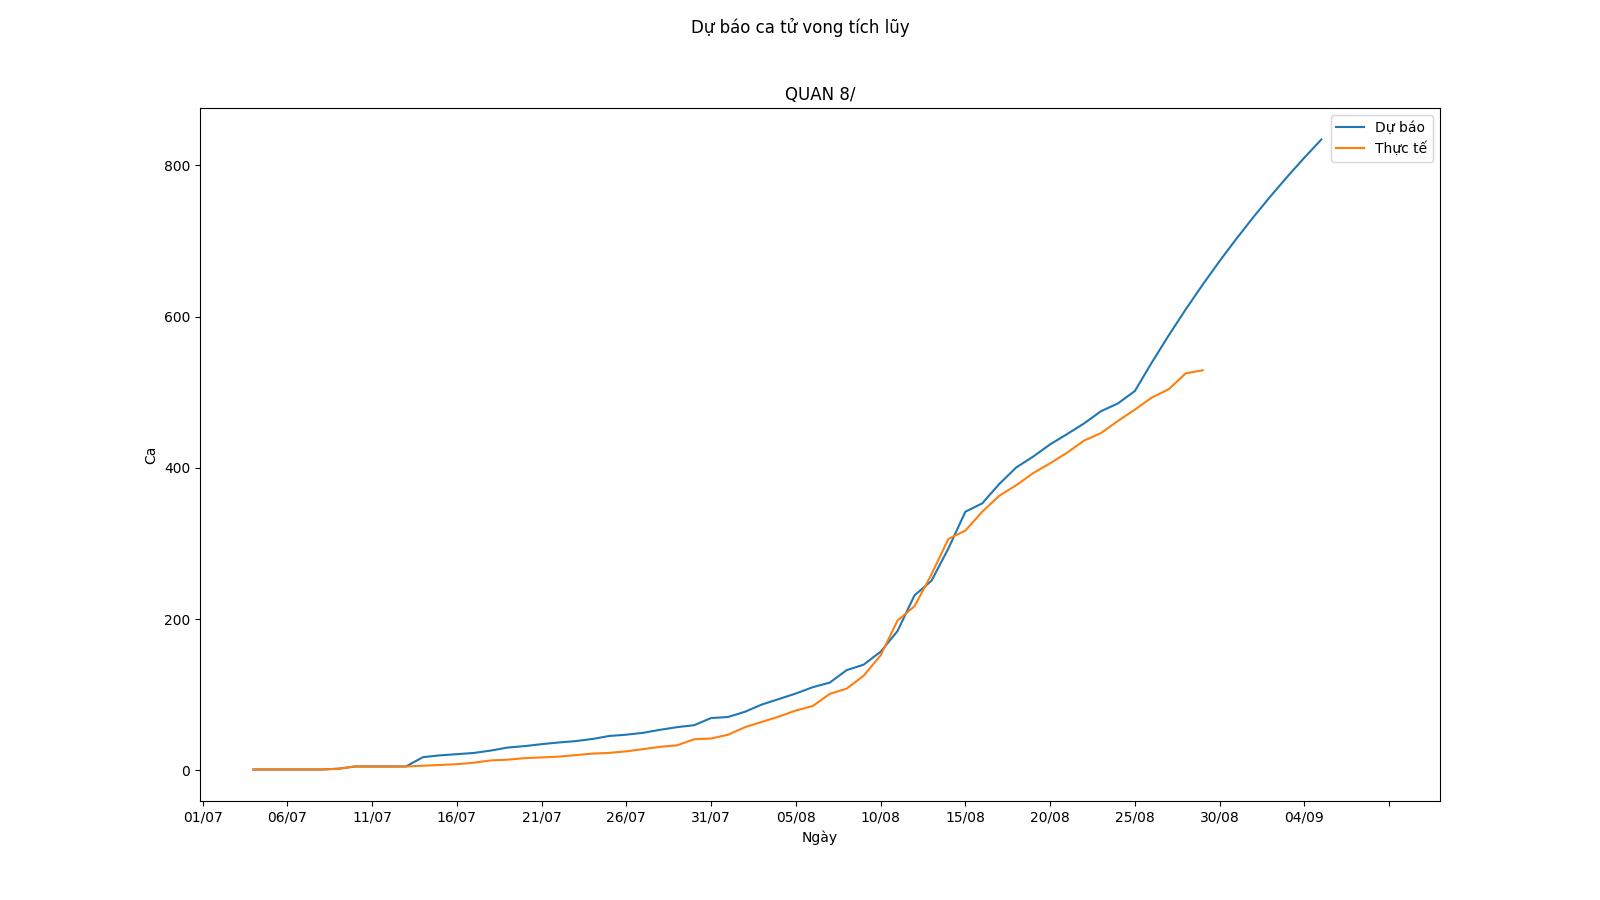 Dự báo ca tử vong tích lũy
QUAN 8/
Dự báo
Thực tế
800
600
400
200
0
Ca
01/07 06/07 11/07 16/07 21/07 26/07 31/07 05/08 10/08 15/08 20/08 25/08 30/08 04/09
Ngày